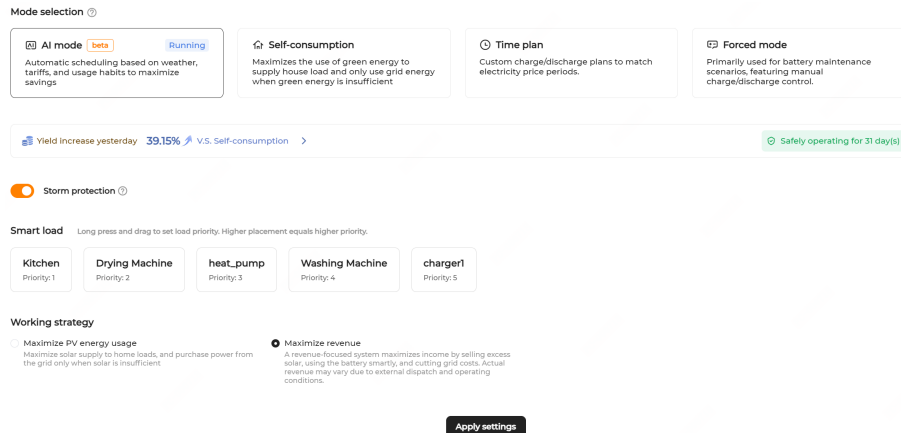 Mode selection
AI mode beta Running
Automatic scheduling based on weather,
tariffs, and usage habits to maximize
savings
Self-consumption
Maximizes the use of green energy to
supply house load and only use grid energy
when green energy is insufficient
Time plan
Custom charge/discharge plans to match
electricity price periods.
Forced mode
Primarily used for battery maintenance
scenarios, featuring manual
charge/discharge control.
Yield increase yesterday 39.15% V.S. Self-consumption
Safely operating for 31 day(s)
Storm protection
Smart load Long press and drag to set load priority. Higher placement equals higher priority.
Kitchen
Priority: 1
Drying Machine
Priority: 2
heat_pump
Priority: 3
Washing Machine
Priority: 4
charger1
Priority: 5
Working strategy
Maximize PV energy usage
Maximize solar supply to home loads, and purchase power from
the grid only when solar is insufficient
Maximize revenue
A revenue-focused system maximizes income by selling excess
solar, using the battery smartly, and cutting grid costs. Actual
revenue may vary due to external dispatch and operating
conditions.
Apply settings